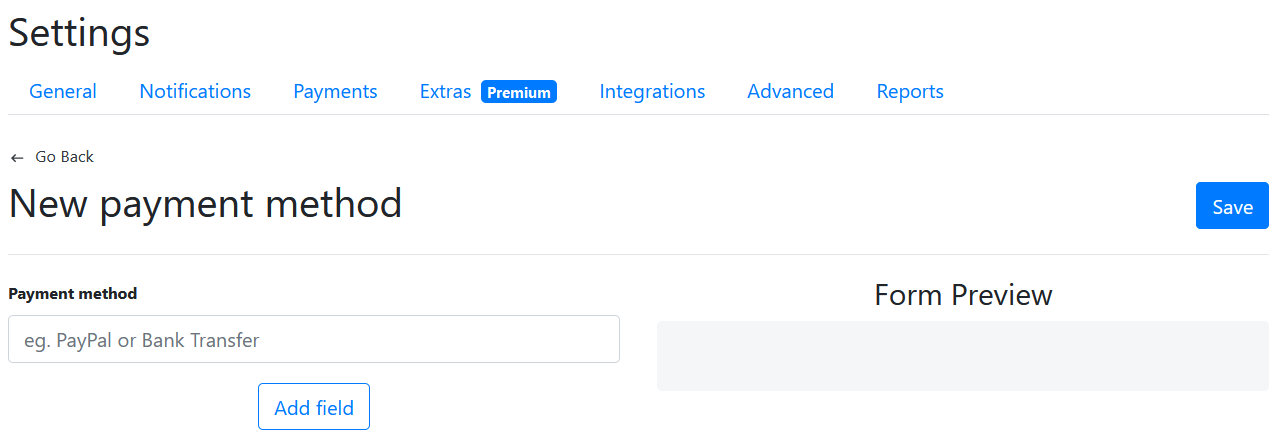 Settings
General Notifications Payments Extras Premium Integrations Advanced Reports
← Go Back
New payment method
Save
Payment method
eg. PayPal or Bank Transfer
Add field
Form Preview